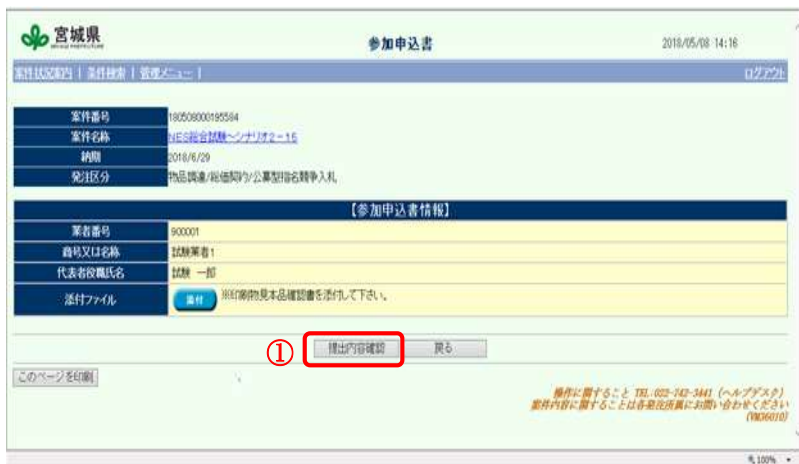 宮城県
参加申込書
2018/05/08 14:16
案件状況案内 | 案件検索 | 管理メニュー |
ログアウト
案件番号 180508000195584
案件名称 NES総合試験~シナリオ2-15
納期 2018/6/29
発注区分 物品調達/総価契約/公募型指名競争入札
【参加申込書情報】
業者番号 900001
商号又は名称 試験業者1
代表者役職氏名 試験 一郎
添付ファイル 添付 ※印刷物見本品確認書を添付して下さい。
① 提出内容確認 戻る
このページを印刷
操作に関すること TEL:022-742-3441 (ヘルプデスク)
案件内容に関することは各発注所属にお問い合わせください
(VM36010)
100%